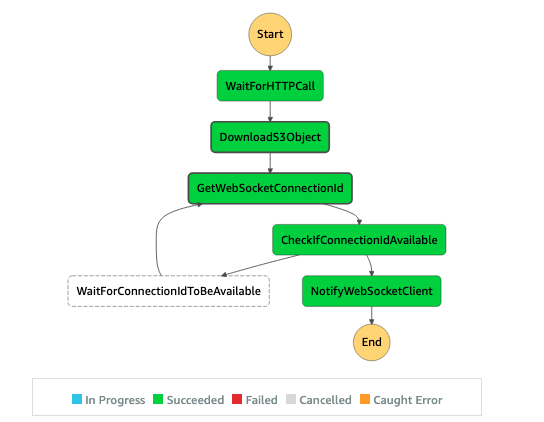 Start
WaitForHTTPCall
DownloadS3Object
GetWebSocketConnectionId
CheckIfConnectionIdAvailable
WaitForConnectionIdToBeAvailable
NotifyWebSocketClient
End
In Progress Succeeded Failed Cancelled Caught Error